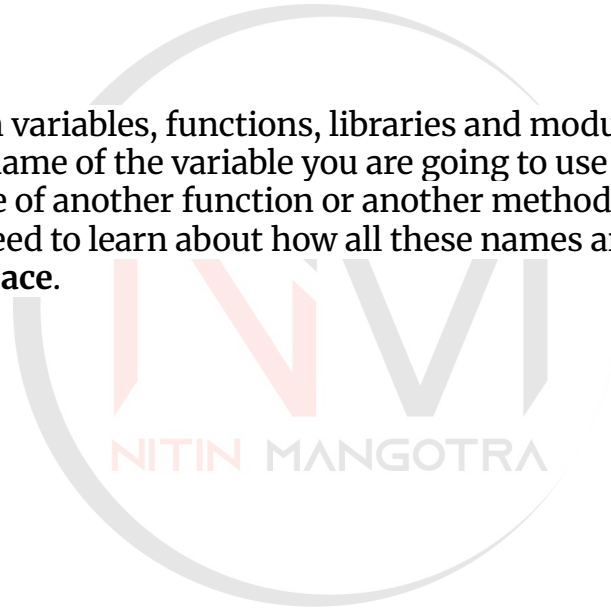 variables, functions, libraries and
ame of the variable you are going to use
of another function or another method
eed to learn about how all these names
ace.
NITIN MANGOTRA